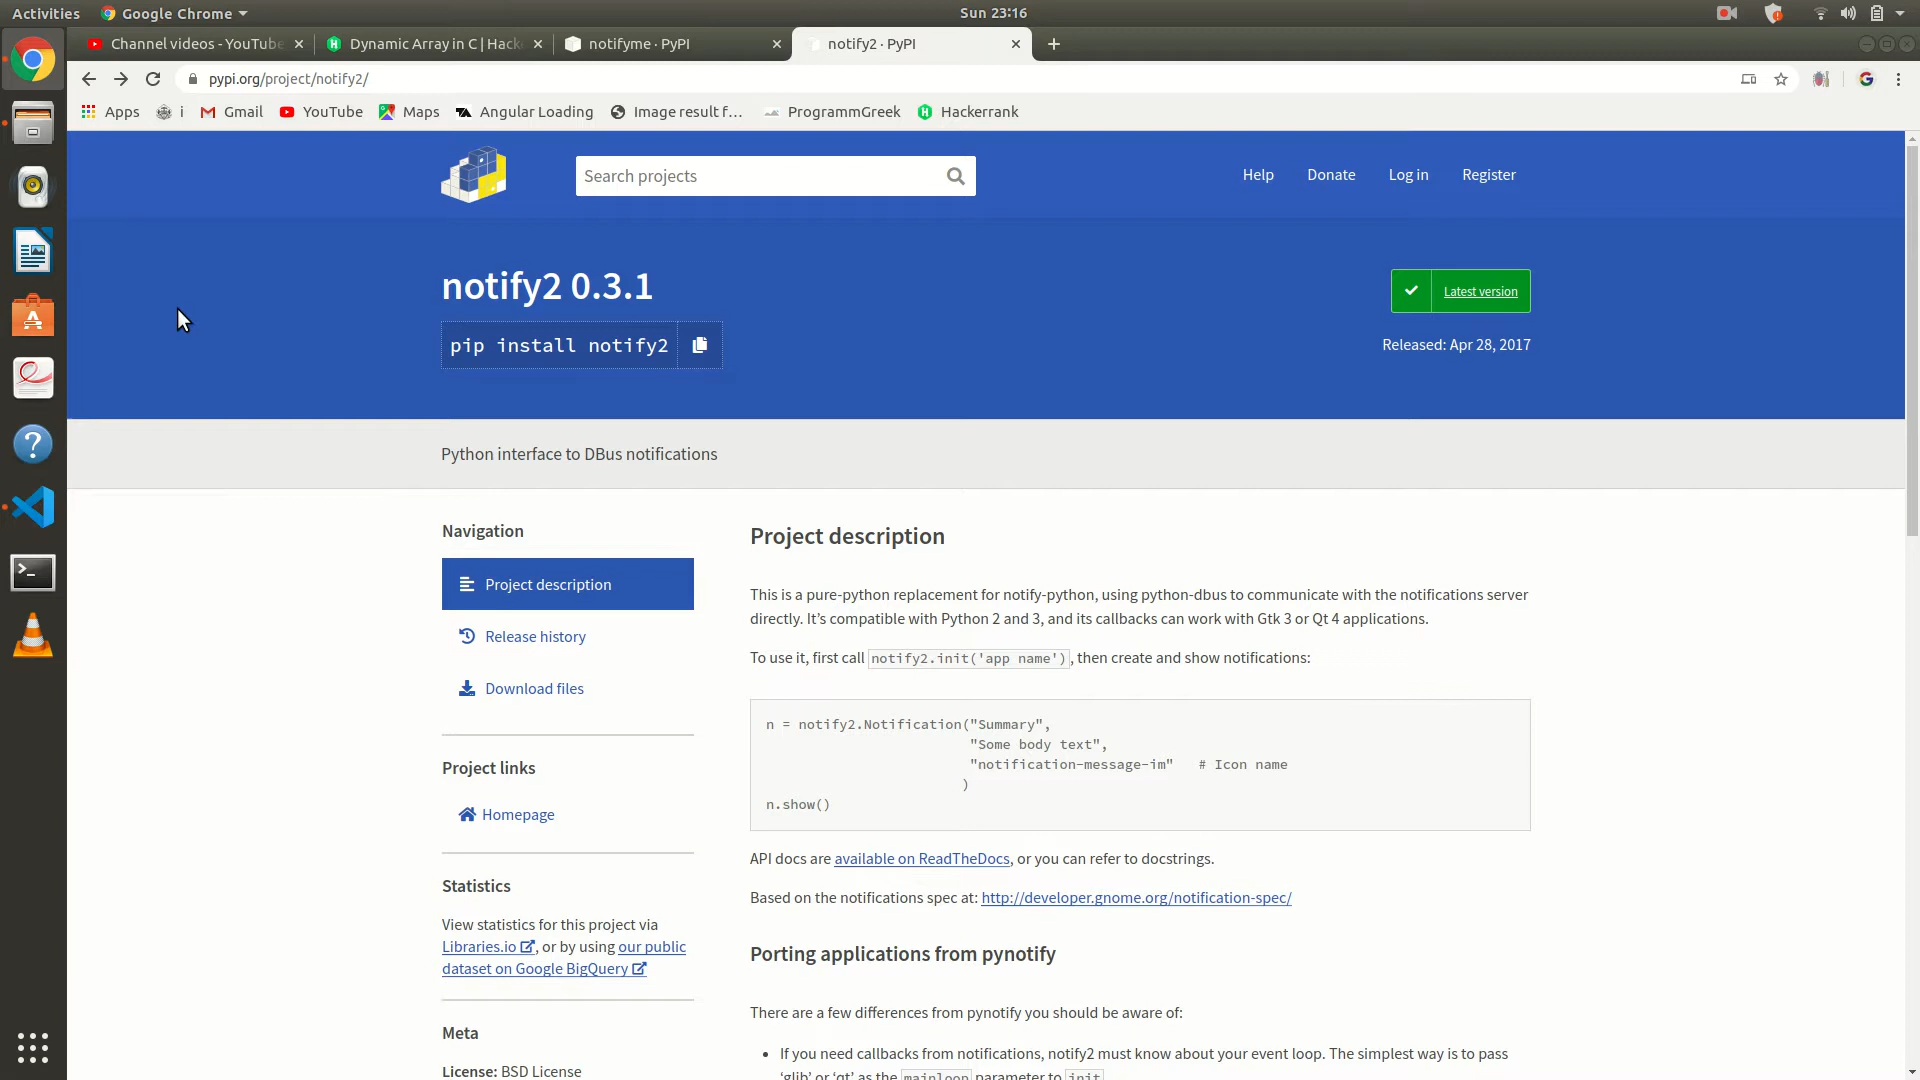 Activities
Google Chrome
Sun 23:16
Channel videos - YouTube
Dynamic Array in C | Hack
notifyme · PyPI
notify2 · PyPI
pypi.org/project/notify2/
Apps
i
Gmail
YouTube
Maps
Angular Loading
Image result f...
ProgrammGreek
Hackerrank
Search projects
Help
Donate
Log in
Register
notify2 0.3.1
Latest version
pip install notify2
Released: Apr 28, 2017
Python interface to DBus notifications
Navigation
Project description
Release history
Download files
Project links
Homepage
Statistics
View statistics for this project via
Libraries.io, or by using our public
dataset on Google BigQuery
Meta
License: BSD License
Project description
This is a pure-python replacement for notify-python, using python-dbus to communicate with the notifications server
directly. It’s compatible with Python 2 and 3, and its callbacks can work with Gtk 3 or Qt 4 applications.
To use it, first call notify2.init('app name'), then create and show notifications:
n = notify2.Notification("Summary",
"Some body text",
"notification-message-im"   # Icon name
)
n.show()
API docs are available on ReadTheDocs, or you can refer to docstrings.
Based on the notifications spec at: http://developer.gnome.org/notification-spec/
Porting applications from pynotify
There are a few differences from pynotify you should be aware of:
• If you need callbacks from notifications, notify2 must know about your event loop. The simplest way is to pass
‘glib’ or ‘qt’ as the mainloop parameter to init.